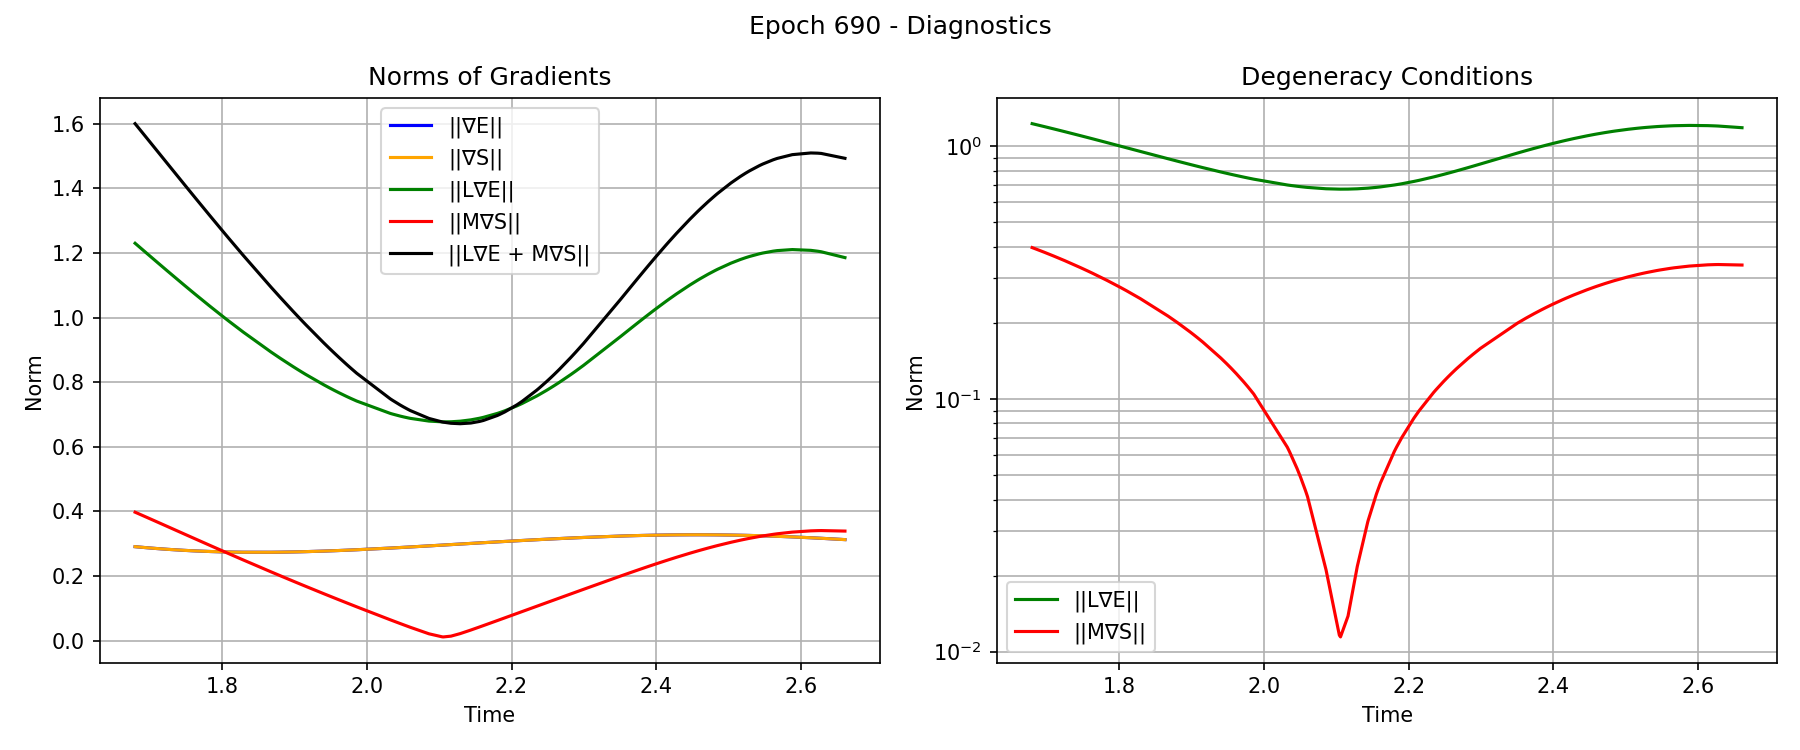 Epoch 690 - Diagnostics
Norms of Gradients
||∇E||
||∇S||
||L∇E||
||M∇S||
||L∇E + M∇S||
Norm
1.6
1.4
1.2
1.0
0.8
0.6
0.4
0.2
0.0
1.8
2.0
2.2
2.4
2.6
Time
Degeneracy Conditions
Norm
10⁰
10⁻¹
10⁻²
||L∇E||
||M∇S||
1.8
2.0
2.2
2.4
2.6
Time